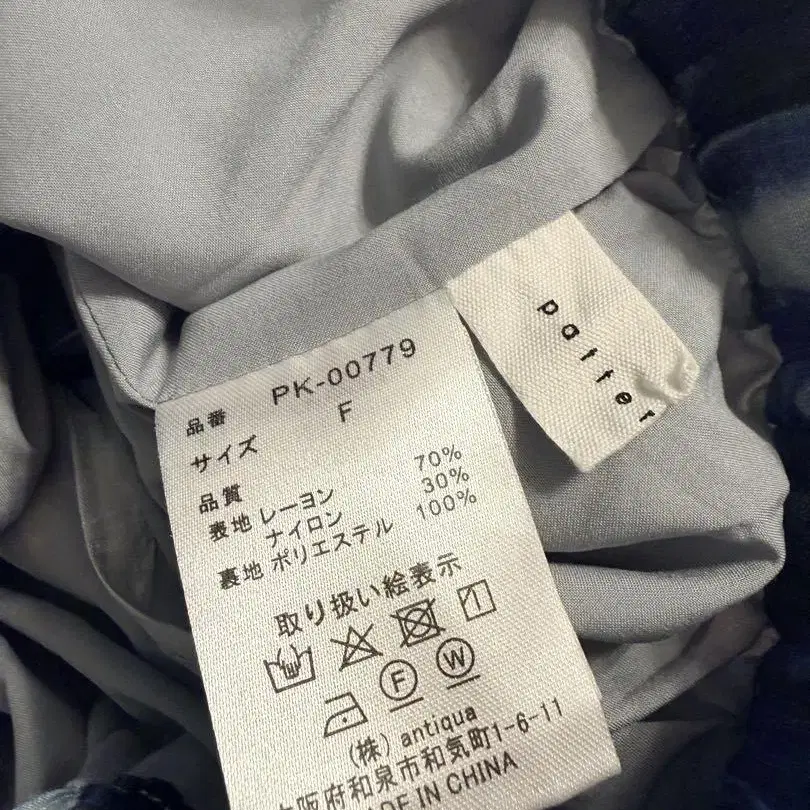 品番 PK-00779
サイズ F
品質
表地 レーヨン 70%
ナイロン 30%
裏地 ポリエステル 100%
取り扱い絵表示
F W
(株) antiqua
大阪府和泉市和気町1-6-11
MADE IN CHINA
patter